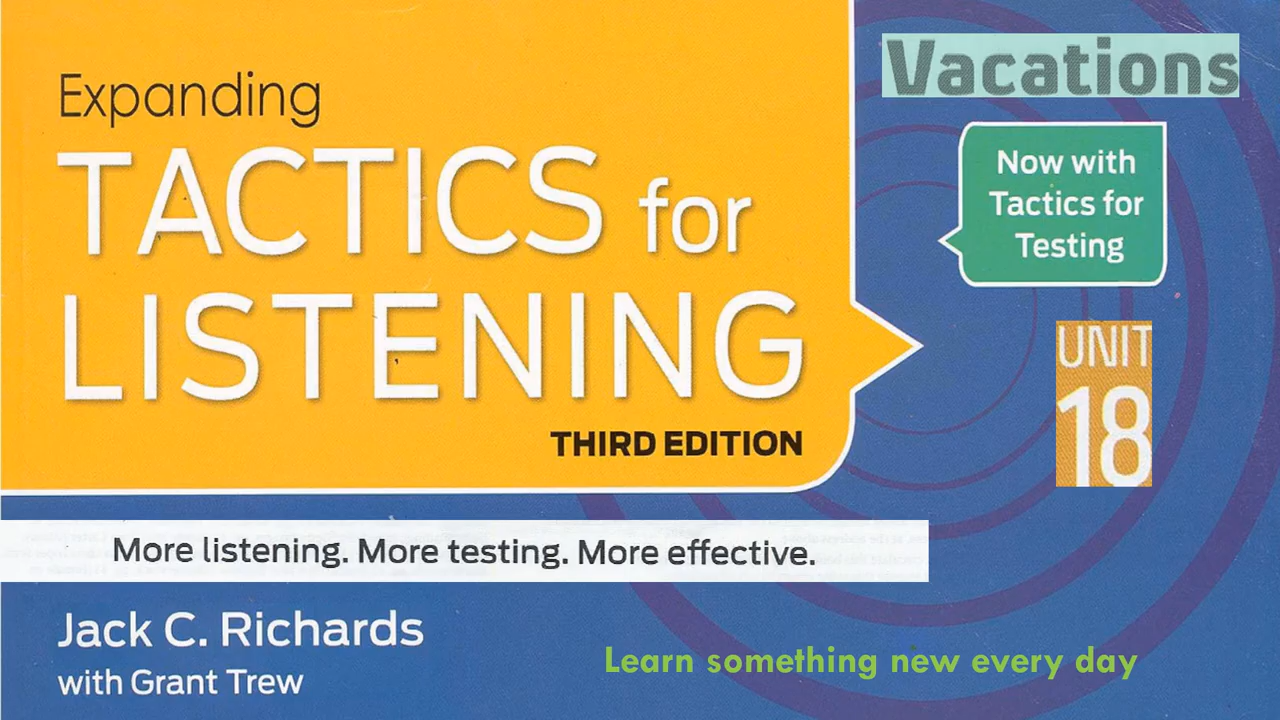 Expanding
TACTICS for
LISTENING
THIRD EDITION
Vacations
Now with
Tactics for
Testing
UNIT
18
More listening. More testing. More effective.
Jack C. Richards
with Grant Trew
Learn something new every day